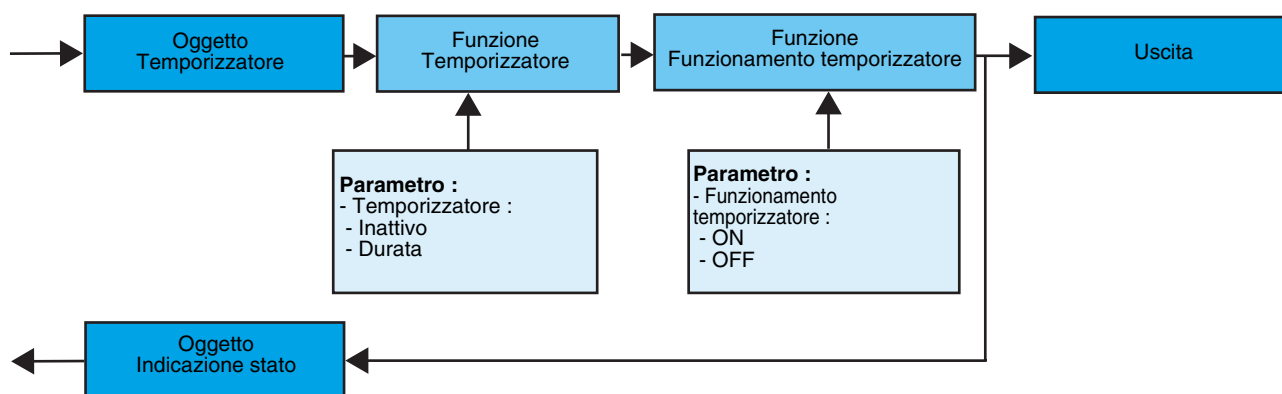 Oggetto
Temporizzatore
Funzione
Temporizzatore
Funzione
Funzionamento temporizzatore
Uscita
Parametro :
- Temporizzatore :
- Inattivo
- Durata
Parametro :
- Funzionamento
temporizzatore :
- ON
- OFF
Oggetto
Indicazione stato